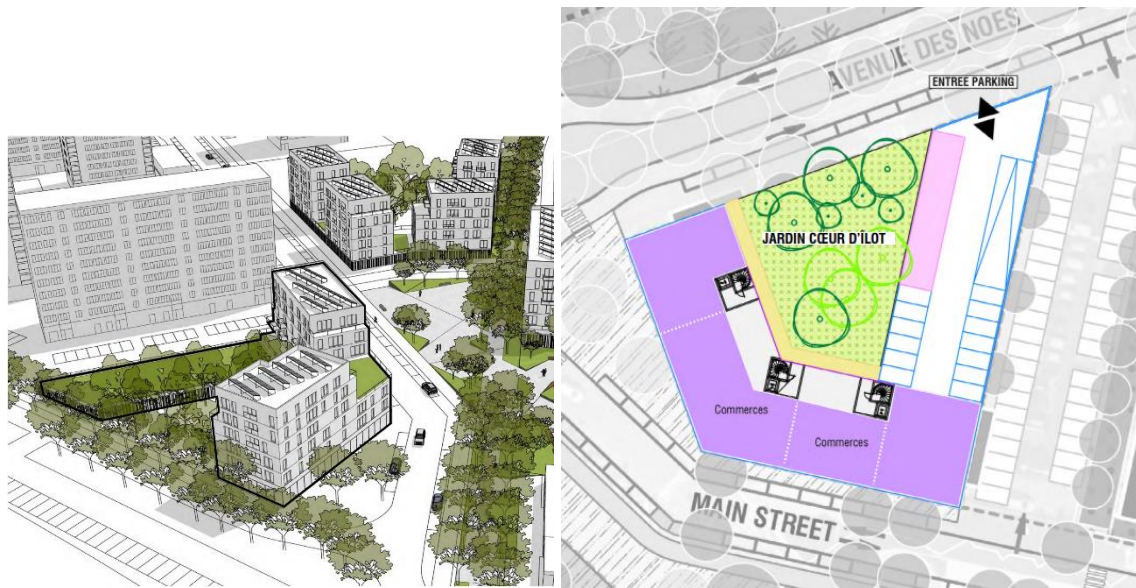 AVENUE DES NOES
ENTREE PARKING
JARDIN CŒUR D'ÎLOT
Commerces
Commerces
MAIN STREET